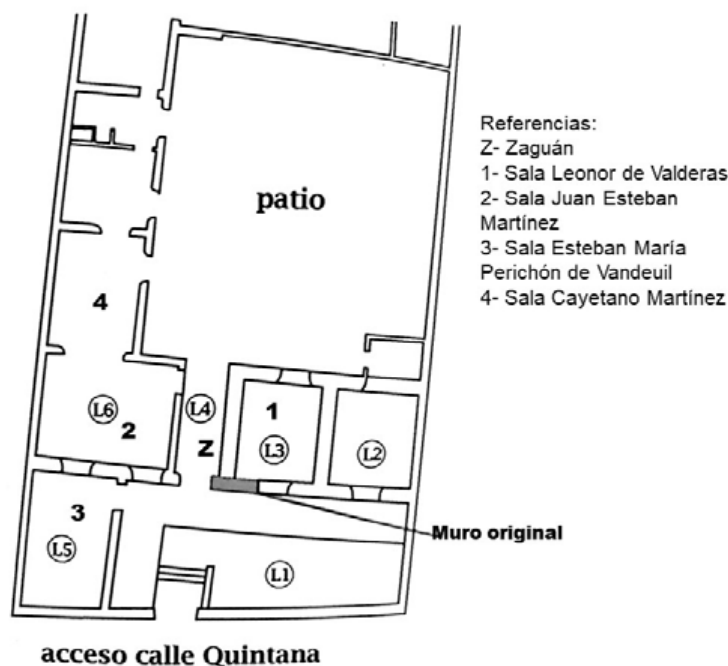 patio
Referencias:
Z- Zaguán
1- Sala Leonor de Valderas
2- Sala Juan Esteban
Martínez
3- Sala Esteban María
Perichón de Vandeuil
4- Sala Cayetano Martínez
4
L6
2
L4
Z
1
L3
L2
3
L5
L1
Muro original
acceso calle Quintana